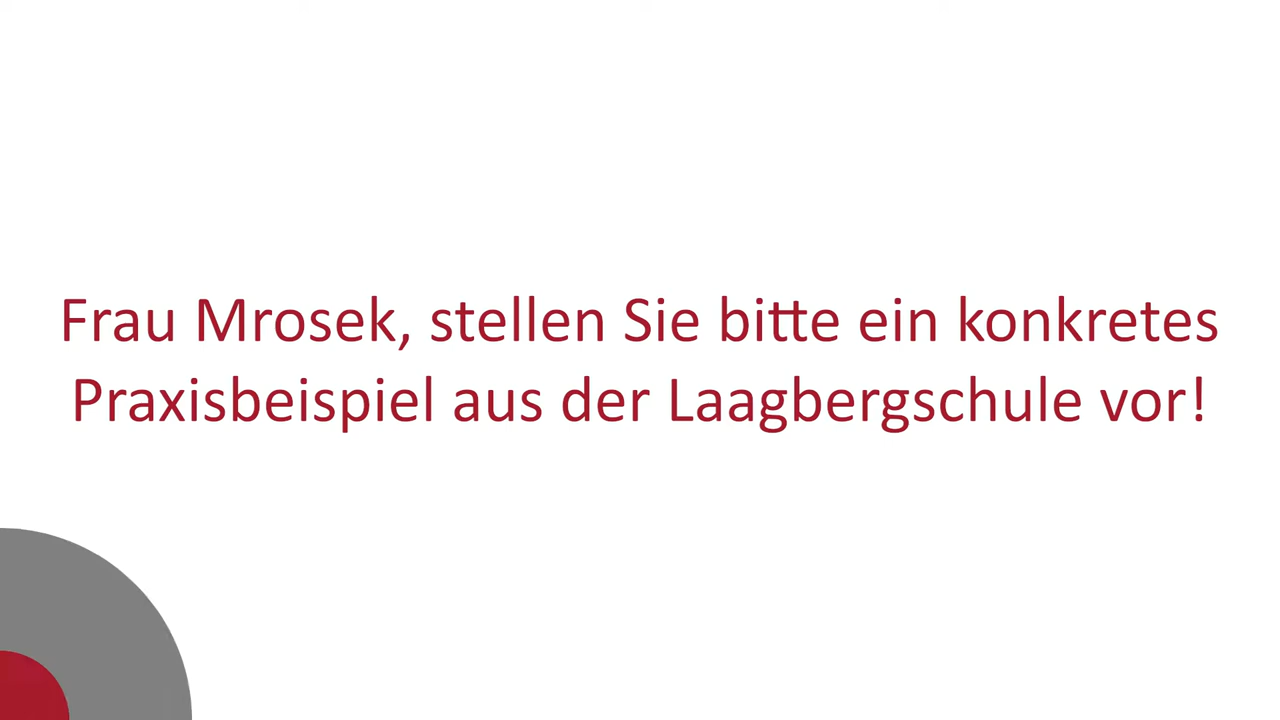 Frau Mrosek, stellen Sie bitte ein konkretes
Praxisbeispiel aus der Laagbergschule vor!